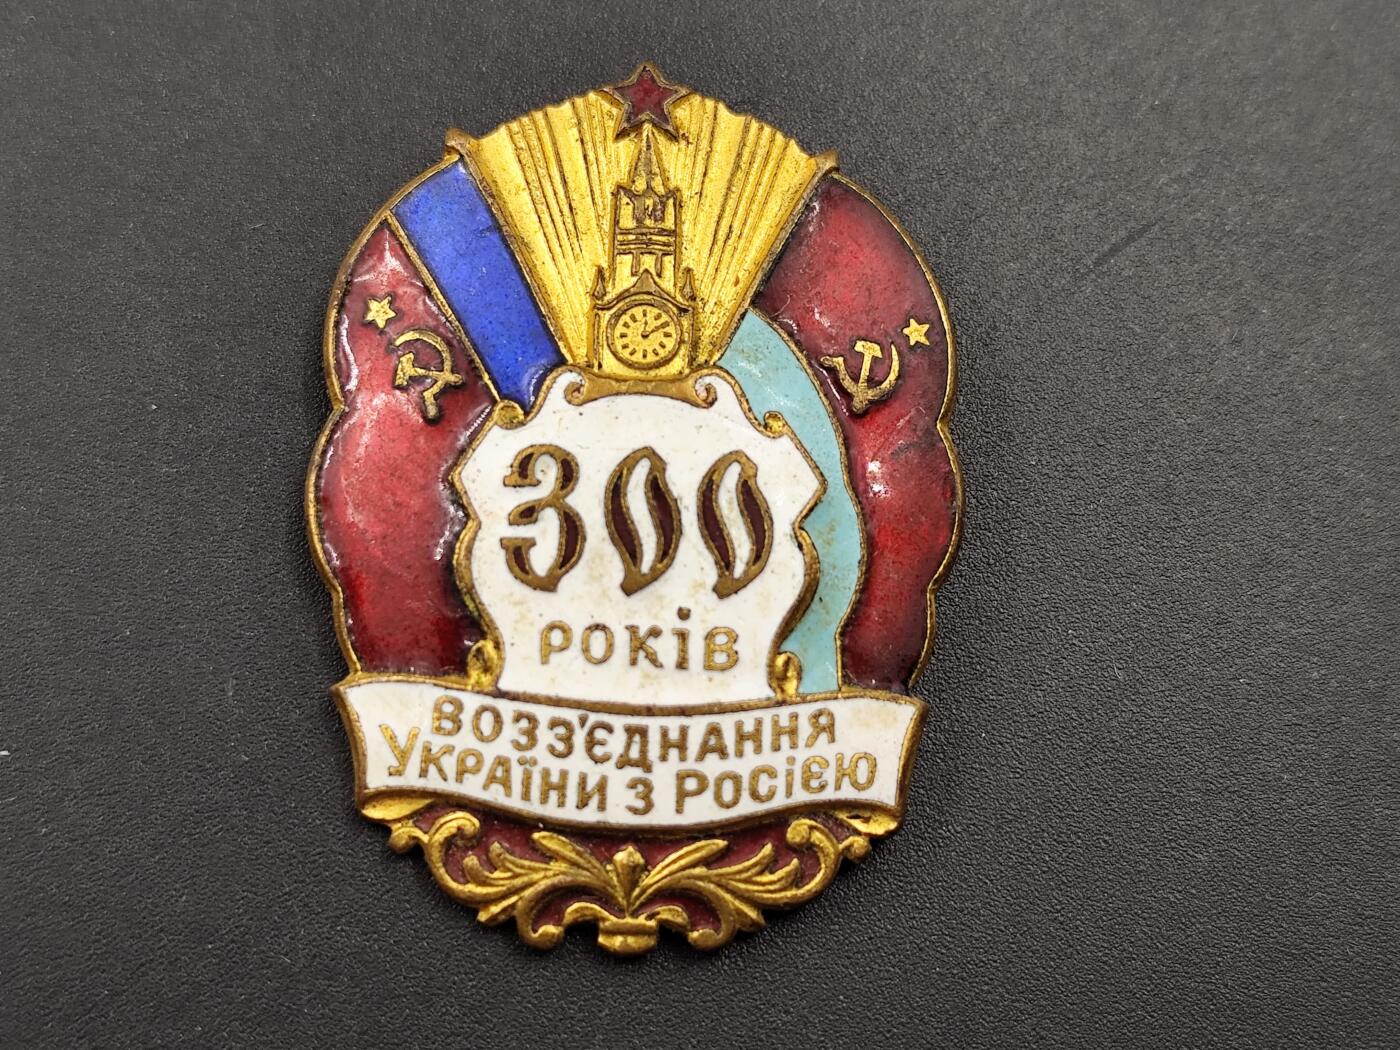 300
років
возз'єднання
України з Росією